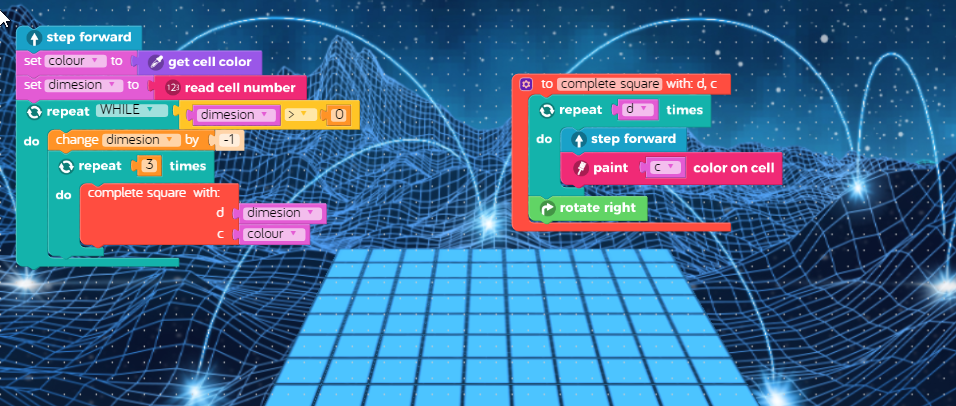 step forward
set colour to get cell color
set dimesion to 123 read cell number
repeat WHILE dimesion > 0
do change dimesion by -1
repeat 3 times
do complete square with:
d dimesion
c colour
to complete square with: d, c
repeat d times
do step forward
paint c color on cell
rotate right